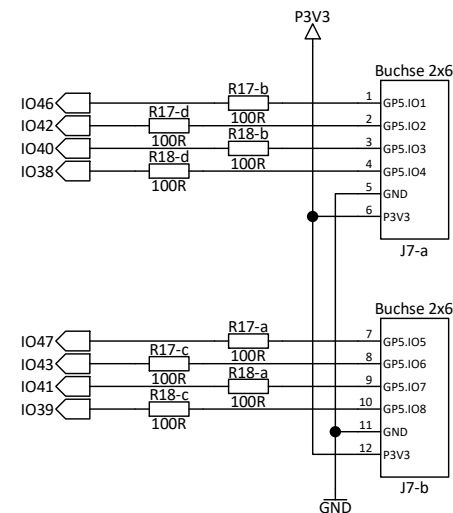 P3V3
Buchse 2x6
IO46 R17-b 100R 1 GP5.IO1
IO42 R17-d 100R 2 GP5.IO2
IO40 R18-b 100R 3 GP5.IO3
IO38 R18-d 100R 4 GP5.IO4
5 GND
6 P3V3
J7-a
Buchse 2x6
IO47 R17-a 100R 7 GP5.IO5
IO43 R17-c 100R 8 GP5.IO6
IO41 R18-a 100R 9 GP5.IO7
IO39 R18-c 100R 10 GP5.IO8
11 GND
12 P3V3
J7-b
GND